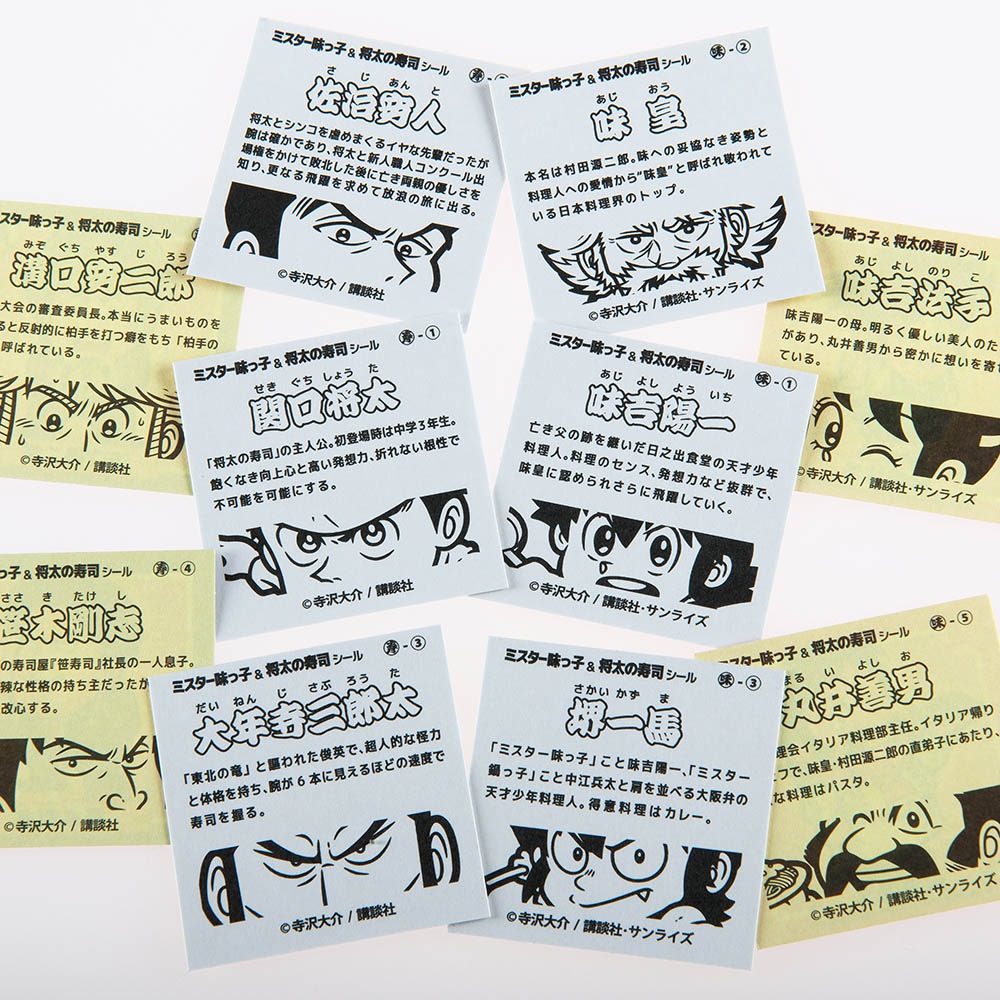 ミスター味っ子 & 将太の寿司 シール 寿-
さ じ あん と
佐治安人
将太とシンコを虐めまくるイヤな先輩だったが
腕は確かであり、将太と新人職人コンクール出
場権をかけて敗北した後に亡き両親の優しさを
知り、更なる飛躍を求めて放浪の旅に出る。
©寺沢大介 / 講談社
ミスター味っ子 & 将太の寿司 シール 味-②
あじ おう
味皇
本名は村田源二郎。味への妥協なき姿勢と
料理人への愛情から“味皇”と呼ばれ敬われて
いる日本料理界のトップ。
©寺沢大介 / 講談社・サンライズ
ミスター味っ子 & 将太の寿司 シール
みぞ ぐち やす じ ろう
溝口安二郎
大会の審査委員長。本当にうまいものを
ると反射的に柏手を打つ癖をもち「柏手の
呼ばれている。
©寺沢大介 / 講談社
ミスター味っ子 & 将太の寿司 シール
あじ よし のり こ
味吉法子
味吉陽一の母。明るく優しい美人のた
があり、丸井善男から密かに想いを寄せ
ている。
©寺沢大介 / 講談社・サンライズ
ミスター味っ子 & 将太の寿司 シール 寿-①
せき ぐち しょう た
関口将太
「将太の寿司」の主人公。初登場時は中学3年生。
飽くなき向上心と高い発想力、折れない根性で
不可能を可能にする。
©寺沢大介 / 講談社
ミスター味っ子 & 将太の寿司 シール 味-①
あじ よし よう いち
味吉陽一
亡き父の跡を継いだ日之出食堂の天才少年
料理人。料理のセンス、発想力など抜群で、
味皇に認められさらに飛躍していく。
©寺沢大介 / 講談社・サンライズ
味っ子 & 将太の寿司 シール 寿-④
ささ き たけ し
笹木剛志
の寿司屋『笹寿司』社長の一人息子。
辣な性格の持ち主だったが
改心する。
©寺沢大介 / 講談社
ミスター味っ子 & 将太の寿司 シール 寿-③
だい ねん じ さぶ ろう た
大年寺三郎太
「東北の竜」と謳われた俊英で、超人的な怪力
と体格を持ち、腕が6本に見えるほどの速度で
寿司を握る。
©寺沢大介 / 講談社
ミスター味っ子 & 将太の寿司 シール 味-③
さかい かず ま
堺一馬
「ミスター味っ子」こと味吉陽一、「ミスター
鍋っ子」こと中江兵太と肩を並べる大阪弁の
天才少年料理人。得意料理はカレー。
©寺沢大介 / 講談社・サンライズ
ミスター味っ子 & 将太の寿司 シール 味-⑤
まる い よし お
丸井善男
理会イタリア料理部主任。イタリア帰り
フで、味皇・村田源二郎の直弟子にあたり、
な料理はパスタ。
©寺沢大介 / 講談社・サンライズ